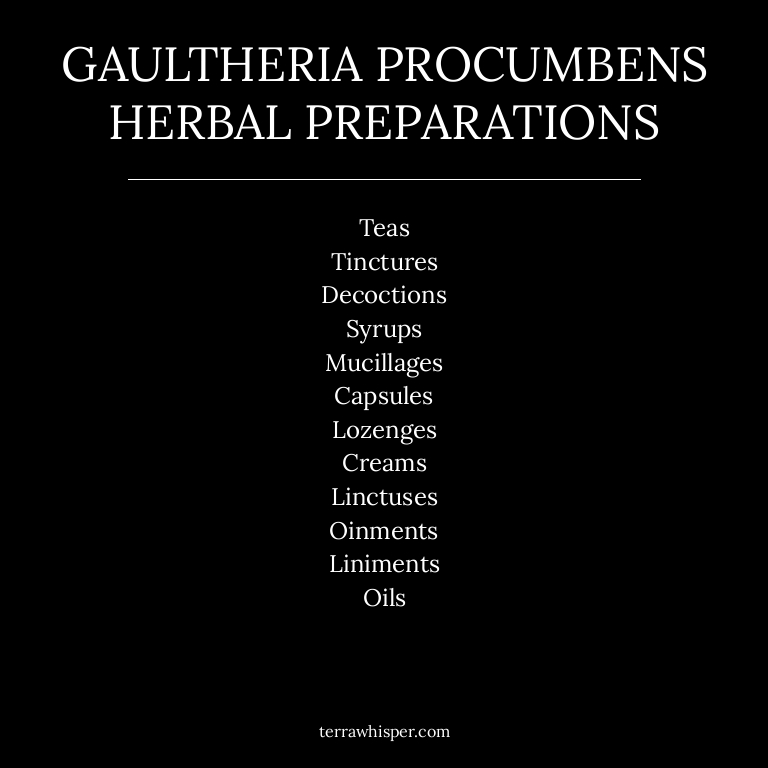 GAULTHERIA PROCUMBENS
HERBAL PREPARATIONS
Teas
Tinctures
Decoctions
Syrups
Mucillages
Capsules
Lozenges
Creams
Linctuses
Oinments
Liniments
Oils
terrawhisper.com